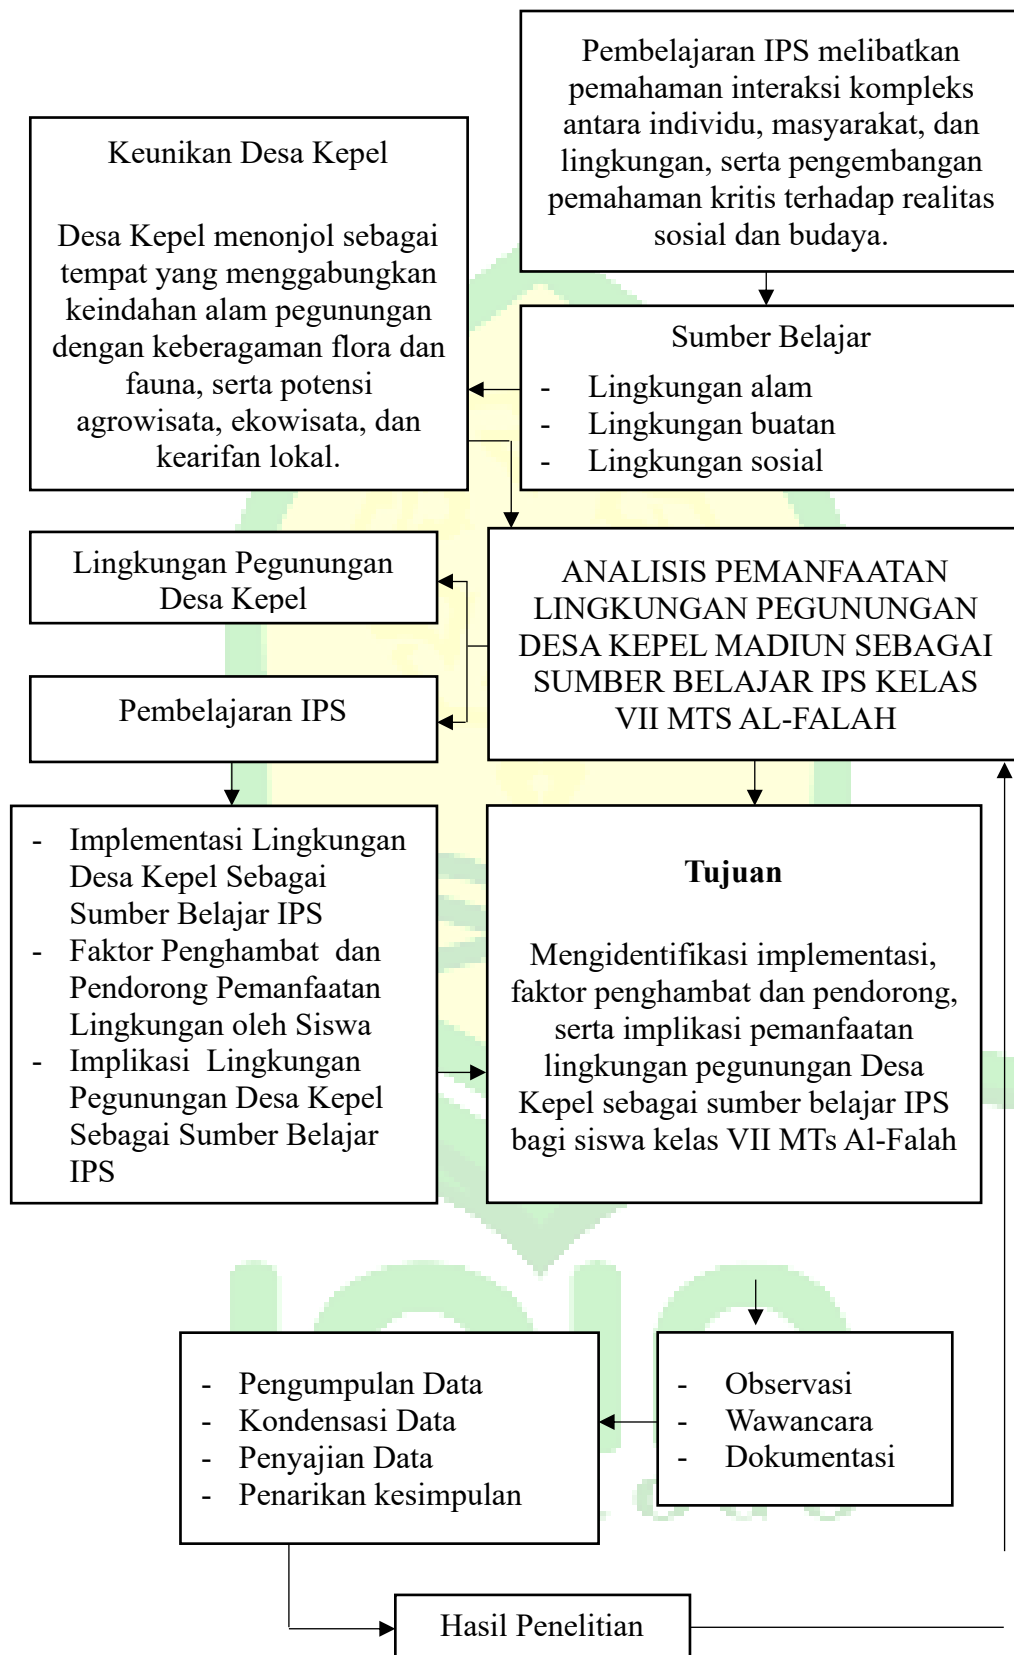 Pembelajaran IPS melibatkan
pemahaman interaksi kompleks
antara individu, masyarakat, dan
lingkungan, serta pengembangan
pemahaman kritis terhadap realitas
sosial dan budaya.
Keunikan Desa Kepel
Desa Kepel menonjol sebagai
tempat yang menggabungkan
keindahan alam pegunungan
dengan keberagaman flora dan
fauna, serta potensi
agrowisata, ekowisata, dan
kearifan lokal.
Sumber Belajar
- Lingkungan alam
- Lingkungan buatan
- Lingkungan sosial
Lingkungan Pegunungan
Desa Kepel
ANALISIS PEMANFAATAN
LINGKUNGAN PEGUNUNGAN
DESA KEPEL MADIUN SEBAGAI
SUMBER BELAJAR IPS KELAS
VII MTS AL-FALAH
Pembelajaran IPS
- Implementasi Lingkungan
Desa Kepel Sebagai
Sumber Belajar IPS
- Faktor Penghambat dan
Pendorong Pemanfaatan
Lingkungan oleh Siswa
- Implikasi Lingkungan
Pegunungan Desa Kepel
Sebagai Sumber Belajar
IPS
Tujuan
Mengidentifikasi implementasi,
faktor penghambat dan pendorong,
serta implikasi pemanfaatan
lingkungan pegunungan Desa
Kepel sebagai sumber belajar IPS
bagi siswa kelas VII MTs Al-Falah
- Pengumpulan Data
- Kondensasi Data
- Penyajian Data
- Penarikan kesimpulan
- Observasi
- Wawancara
- Dokumentasi
Hasil Penelitian